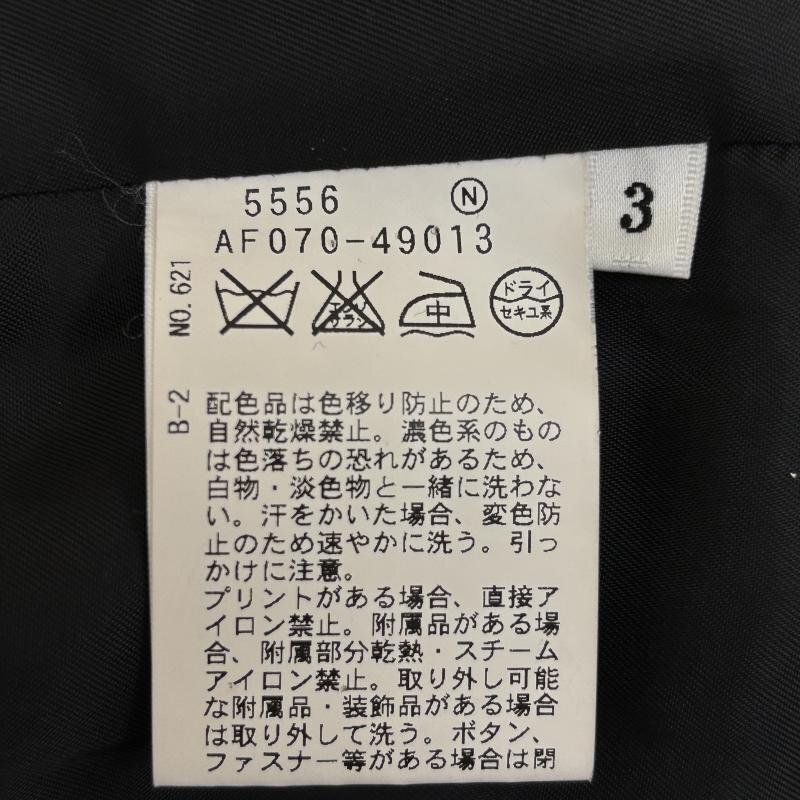 5556 Ⓝ
AF070-49013
3
NO.621
B-2
エンソ
サラシ
中
ドライ
セキユ系
配色品は色移り防止のため、
自然乾燥禁止。濃色系のもの
は色落ちの恐れがあるため、
白物・淡色物と一緒に洗わな
い。汗をかいた場合、変色防
止のため速やかに洗う。引っ
かけに注意。
プリントがある場合、直接ア
イロン禁止。附属品がある場
合、附属部分乾熱・スチーム
アイロン禁止。取り外し可能
な附属品・装飾品がある場合
は取り外して洗う。ボタン、
ファスナー等がある場合は閉